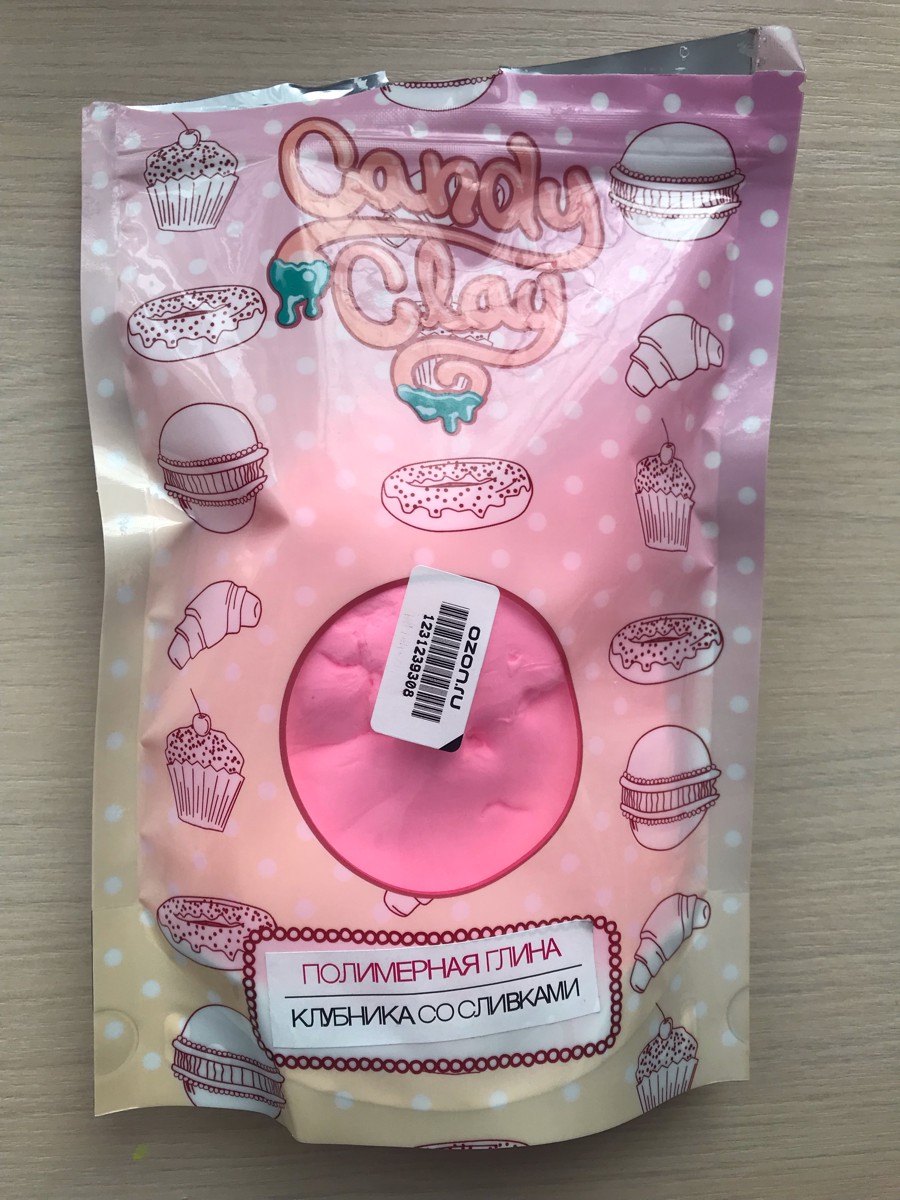 Candy
Clay
ozon.ru
1231239308
ПОЛИМЕРНАЯ ГЛИНА
КЛУБНИКА СО СЛИВКАМИ